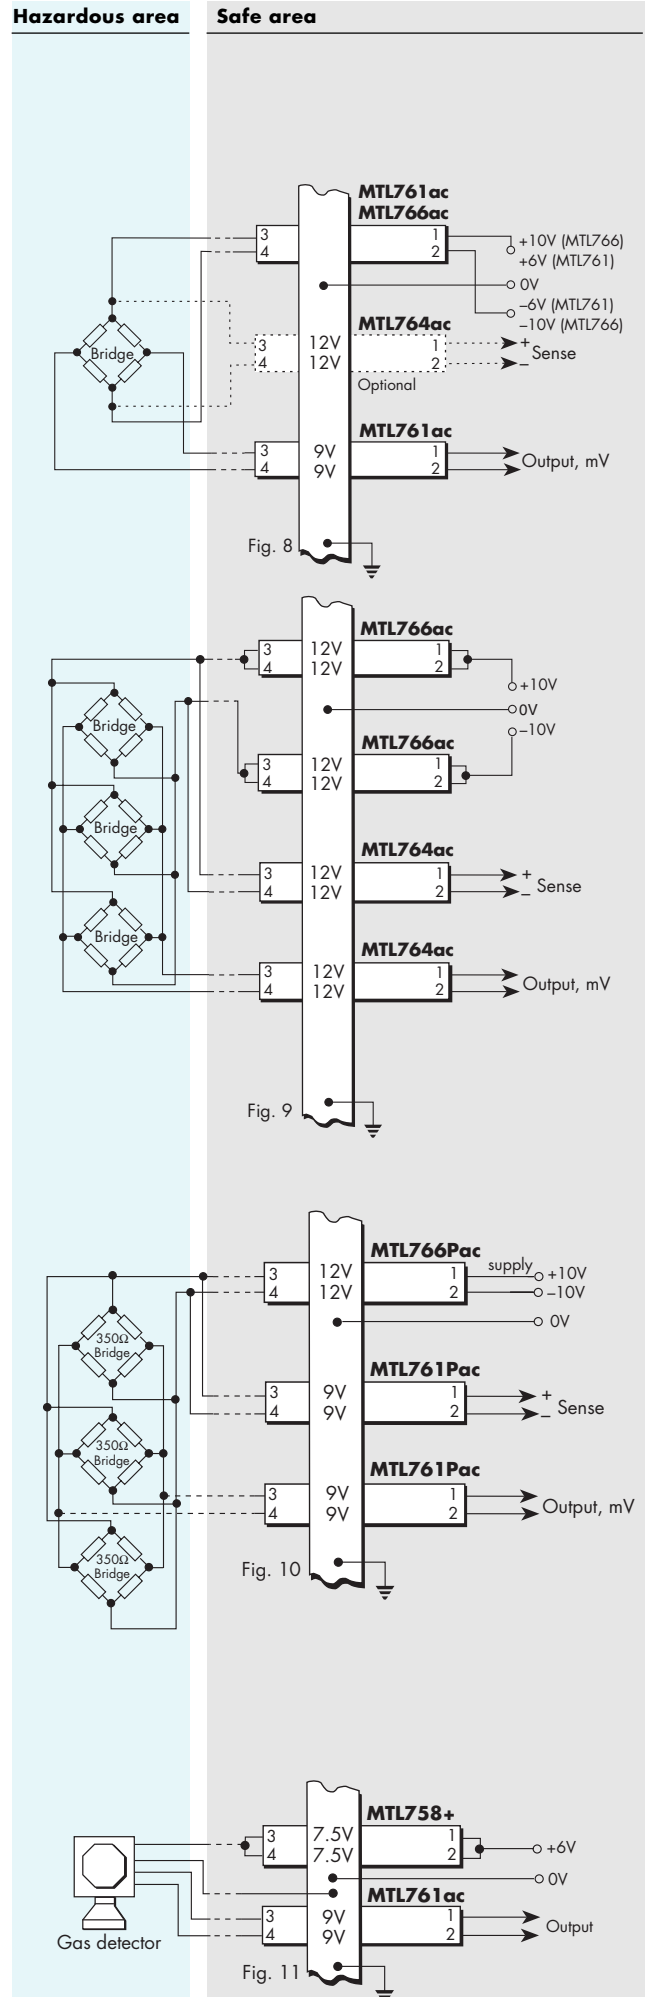 Hazardous area
Safe area
MTL761ac
MTL766ac
3 1
4 2
+10V (MTL766)
+6V (MTL761)
0V
–6V (MTL761)
–10V (MTL766)
MTL764ac
Bridge
3 12V 1
4 12V 2
+
– Sense
Optional
MTL761ac
3 9V 1
4 9V 2
Output, mV
Fig. 8
MTL766ac
3 12V 1
4 12V 2
+10V
0V
–10V
Bridge
MTL766ac
3 12V 1
4 12V 2
Bridge
MTL764ac
3 12V 1
4 12V 2
+
– Sense
Bridge
MTL764ac
3 12V 1
4 12V 2
Output, mV
Fig. 9
MTL766Pac
3 12V 1
4 12V 2
supply
+10V
–10V
0V
350Ω
Bridge
MTL761Pac
3 9V 1
4 9V 2
+
– Sense
350Ω
Bridge
MTL761Pac
3 9V 1
4 9V 2
Output, mV
350Ω
Bridge
Fig. 10
MTL758+
3 7.5V 1
4 7.5V 2
+6V
0V
MTL761ac
3 9V 1
4 9V 2
Output
Gas detector
Fig. 11